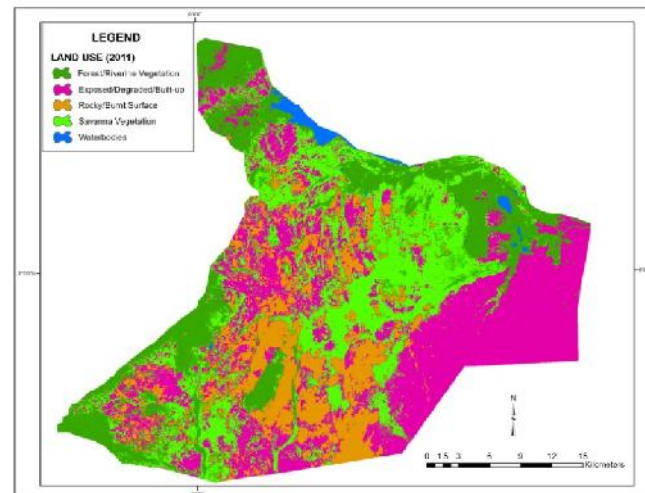 LEGEND
LAND USE (2011)
Forest/Riverine Vegetation
Exposed/Degraded/Built-up
Rocky/Burnt Surface
Savanna Vegetation
Waterbodies
N
0 1.5 3 6 9 12 15
Kilometers